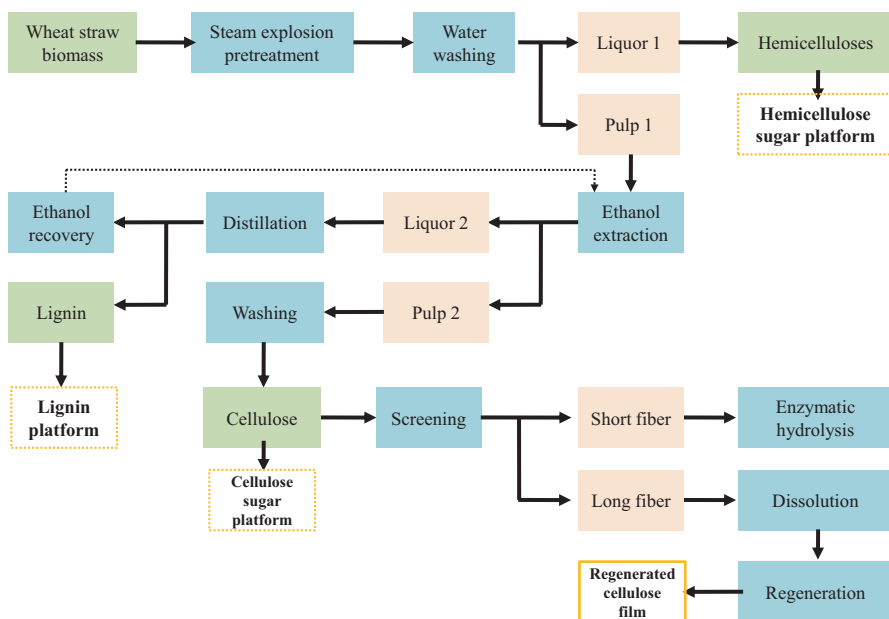 Wheat straw
biomass
Steam explosion
pretreatment
Water
washing
Liquor 1
Hemicelluloses
Hemicellulose
sugar platform
Pulp 1
Ethanol
recovery
Distillation
Liquor 2
Ethanol
extraction
Lignin
Washing
Pulp 2
Lignin
platform
Cellulose
Screening
Short fiber
Enzymatic
hydrolysis
Cellulose
sugar
platform
Long fiber
Dissolution
Regenerated
cellulose
film
Regeneration